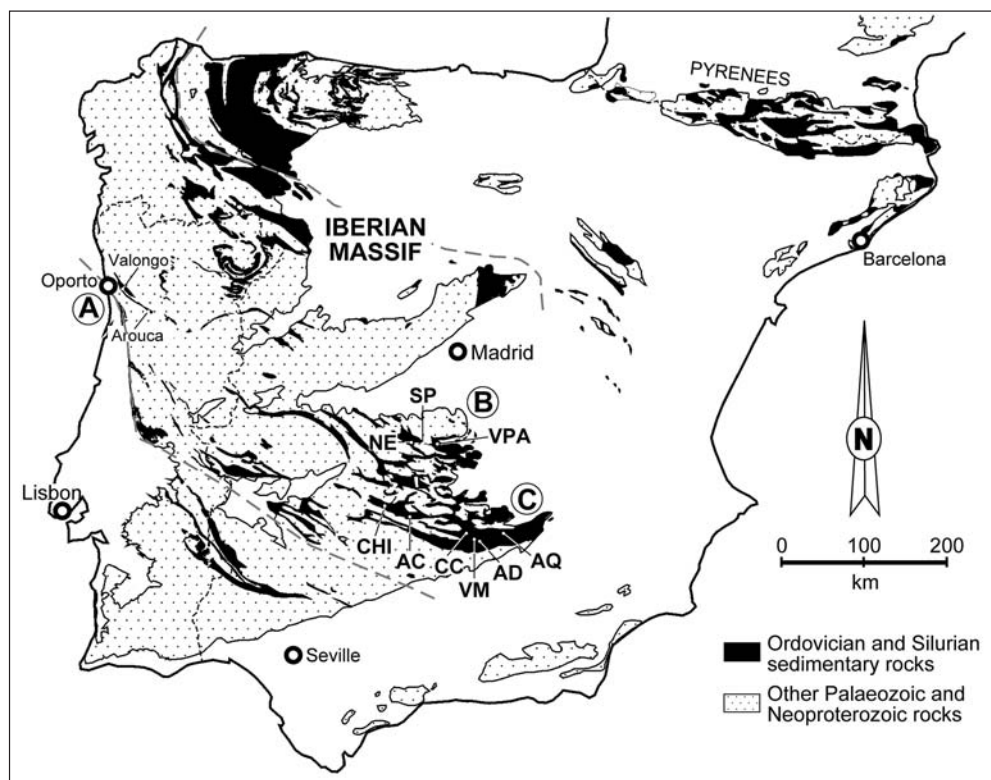 PYRENEES
IBERIAN
MASSIF
Valongo
Oporto
A
Arouca
Barcelona
Madrid
SP
B
NE
VPA
N
Lisbon
C
CHI
AC
CC
AD
AQ
VM
0 100 200
km
Seville
Ordovician and Silurian
sedimentary rocks
Other Palaeozoic and
Neoproterozoic rocks